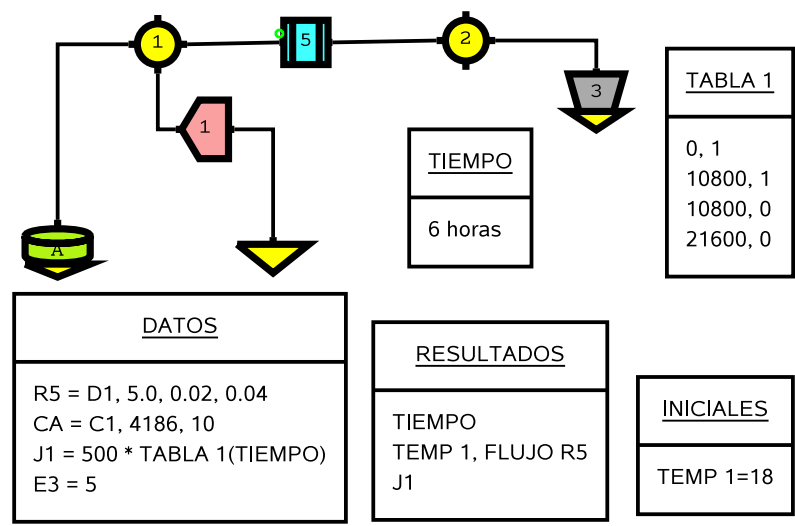 1
5
2
3
1
A
TIEMPO
6 horas
TABLA 1
0, 1
10800, 1
10800, 0
21600, 0
DATOS
R5 = D1, 5.0, 0.02, 0.04
CA = C1, 4186, 10
J1 = 500 * TABLA 1(TIEMPO)
E3 = 5
RESULTADOS
TIEMPO
TEMP 1, FLUJO R5
J1
INICIALES
TEMP 1=18